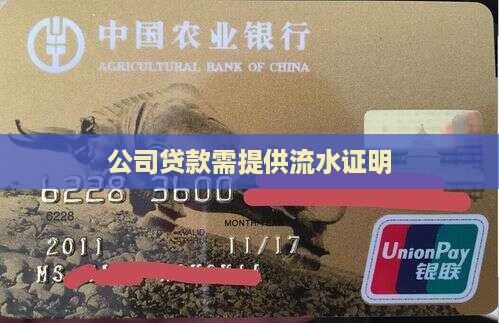 中国农业银行
AGRICULTURAL BANK OF CHINA
公司贷款需提供流水证明
6228 3600
6228
MONTH
VALID
2011 11/17
MS
UnionPay
银联